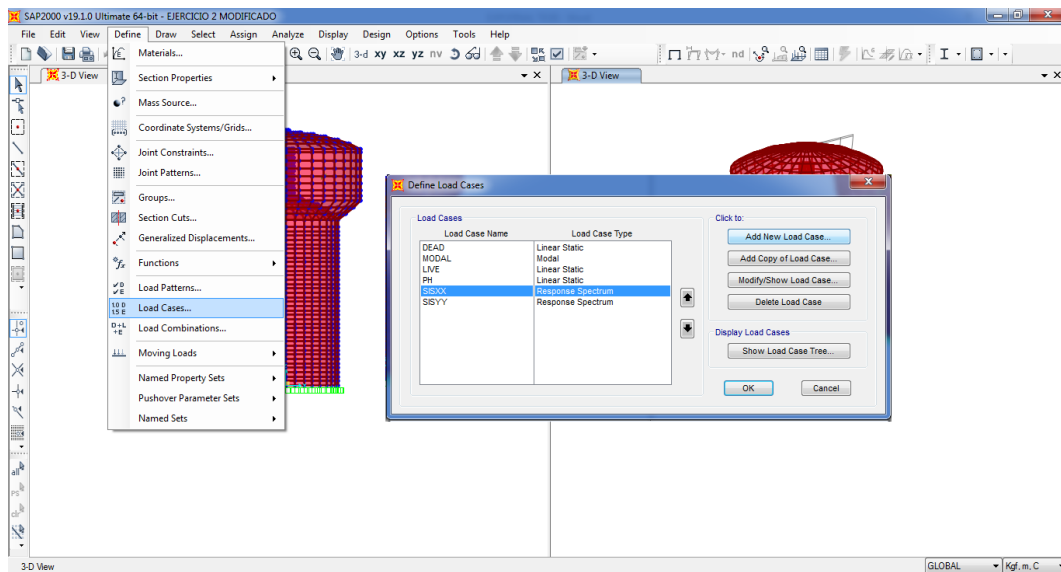 SAP2000 v19.1.0 Ultimate 64-bit - EJERCICIO 2 MODIFICADO
File Edit View Define Draw Select Assign Analyze Display Design Options Tools Help
3-d xy xz yz nv
nd
3-D View
3-D View
Materials...
Section Properties
Mass Source...
Coordinate Systems/Grids...
Joint Constraints...
Joint Patterns...
Groups...
Section Cuts...
Generalized Displacements...
Functions
Load Patterns...
Load Cases...
Load Combinations...
Moving Loads
Named Property Sets
Pushover Parameter Sets
Named Sets
Define Load Cases
Load Cases
Load Case Name Load Case Type
DEAD Linear Static
MODAL Modal
LIVE Linear Static
PH Linear Static
SISXX Response Spectrum
SISYY Response Spectrum
Click to:
Add New Load Case...
Add Copy of Load Case...
Modify/Show Load Case...
Delete Load Case
Display Load Cases
Show Load Case Tree...
OK Cancel
all
PS
clr
3-D View
GLOBAL Kgf, m, C